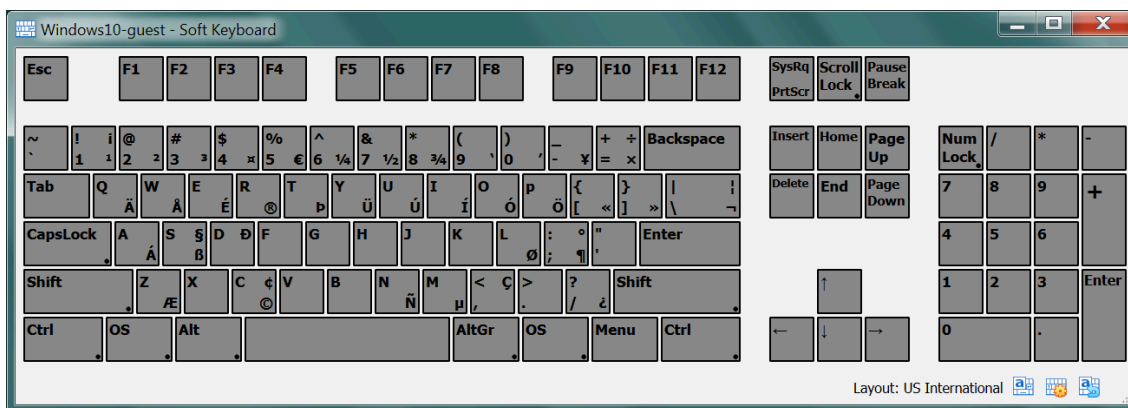 Windows10-guest - Soft Keyboard
Esc F1 F2 F3 F4 F5 F6 F7 F8 F9 F10 F11 F12 SysRq PrtScr Scroll Lock Pause Break
~ ` ! ¡ 1 ¹ @ 2 ² # 3 ³ $ 4 ¤ % 5 € ^ 6 ¼ & 7 ½ * 8 ¾ ( 9 ‘ ) 0 ’ _ - ¥ + ÷ = × Backspace Insert Home Page Up Num Lock / * -
Tab Q Ä W Å E É R ® T Þ Y Ü U Ú I Í O Ó p Ö { [ « } ] » | ¦ \ ¬ Delete End Page Down 7 8 9 +
CapsLock A Á S § ß D Ð F G H J K L Ø : ° ; ¶ " ' Enter 4 5 6
Shift Z Æ X C ¢ © V B N Ñ M µ < Ç , > . ? / ¿ Shift ↑ 1 2 3 Enter
Ctrl OS Alt AltGr OS Menu Ctrl ← ↓ → 0 .
Layout: US International